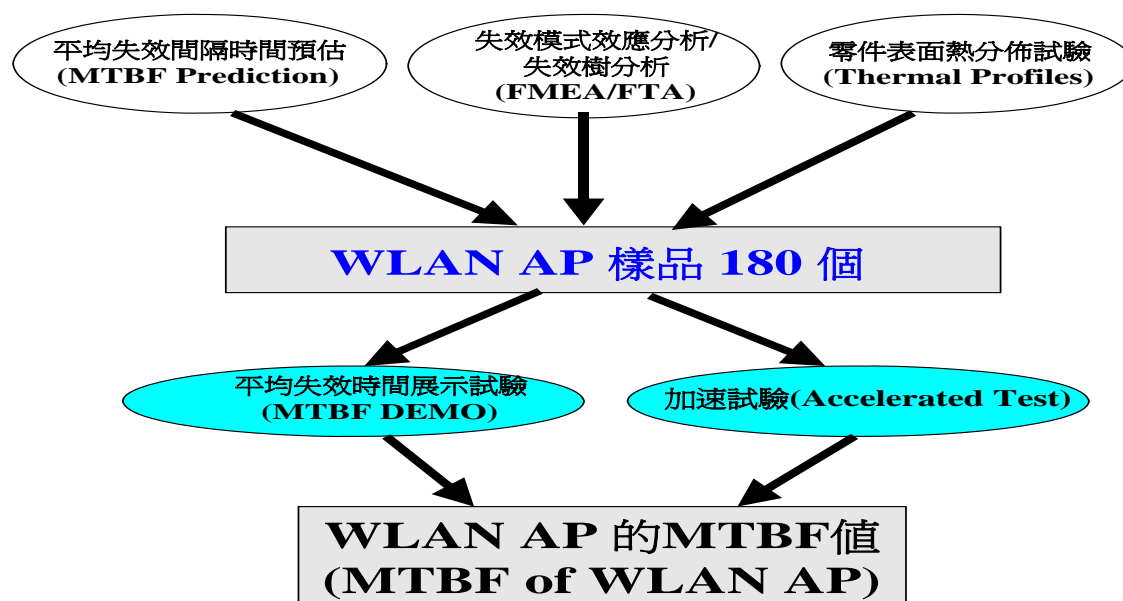 平均失效間隔時間預估
(MTBF Prediction)
失效模式效應分析/
失效樹分析
(FMEA/FTA)
零件表面熱分佈試驗
(Thermal Profiles)
WLAN AP 樣品 180 個
平均失效時間展示試驗
(MTBF DEMO)
加速試驗(Accelerated Test)
WLAN AP 的MTBF值
(MTBF of WLAN AP)